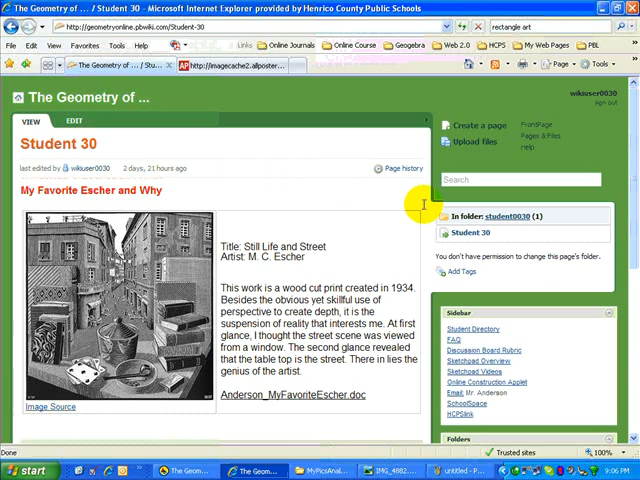 The Geometry of ... / Student 30 - Microsoft Internet Explorer provided by Henrico County Public Schools
http://geometryonline.pbwiki.com/Student-30
rectangle art
File Edit View Favorites Tools Help
Links Online Journals Online Course Geogebra Web 2.0 HCPS My Web Pages PBL
The Geometry of ... / Stu...
http://imagecache2.allposter...
Page Tools
The Geometry of ...
wikiuser0030
sign out
VIEW EDIT
Create a page
Upload files
FrontPage
Pages & Files
Help
Student 30
last edited by wikiuser0030 2 days, 21 hours ago Page history
Search
My Favorite Escher and Why
In folder: student0030 (1)
Student 30
You don't have permission to change this page's folder.
Add Tags
Title: Still Life and Street
Artist: M. C. Escher
This work is a wood cut print created in 1934.
Besides the obvious yet skillful use of
perspective to create depth, it is the
suspension of reality that interests me. At first
glance, I thought the street scene was viewed
from a window. The second glance revealed
that the table top is the street. There in lies the
genius of the artist.
Anderson_MyFavoriteEscher.doc
Image Source
Sidebar
Student Directory
FAQ
Discussion Board Rubric
Sketchpad Overview
Sketchpad Videos
Online Construction Applet
Email: Mr. Anderson
SchoolSpace
HCPSlink
Folders
Done
Trusted sites
100%
start
The Geom...
The Geom...
MyPicsAnal...
IMG_4882...
untitled - P...
9:06 PM